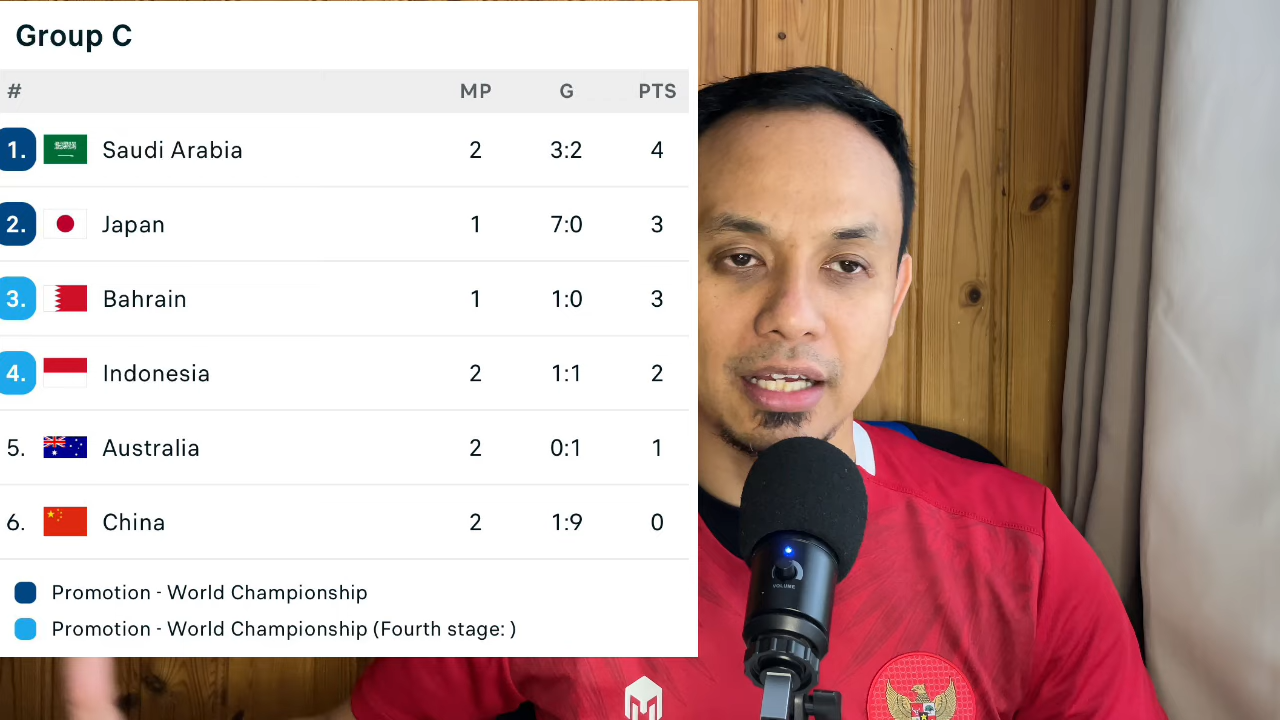 Group C
# MP G PTS
1. Saudi Arabia 2 3:2 4
2. Japan 1 7:0 3
3. Bahrain 1 1:0 3
4. Indonesia 2 1:1 2
5. Australia 2 0:1 1
6. China 2 1:9 0
Promotion - World Championship
Promotion - World Championship (Fourth stage: )
VOLUME